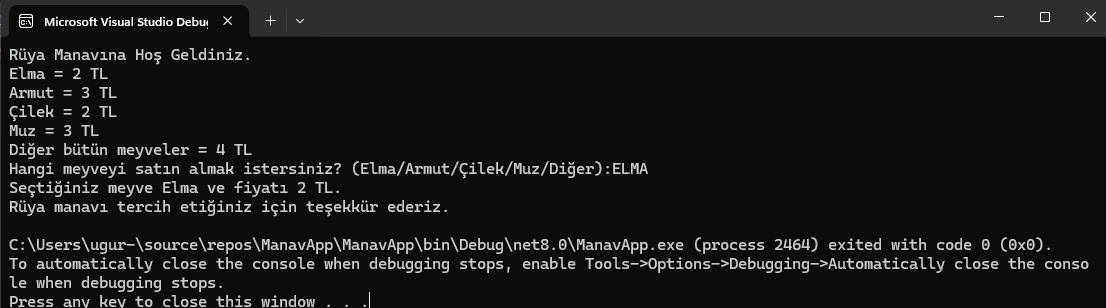 Microsoft Visual Studio Debug
Rüya Manavına Hoş Geldiniz.
Elma = 2 TL
Armut = 3 TL
Çilek = 2 TL
Muz = 3 TL
Diğer bütün meyveler = 4 TL
Hangi meyveyi satın almak istersiniz? (Elma/Armut/Çilek/Muz/Diğer):ELMA
Seçtiğiniz meyve Elma ve fiyatı 2 TL.
Rüya manavı tercih etiğiniz için teşekkür ederiz.
C:\Users\ugur-\source\repos\ManavApp\ManavApp\bin\Debug\net8.0\ManavApp.exe (process 2464) exited with code 0 (0x0).
To automatically close the console when debugging stops, enable Tools->Options->Debugging->Automatically close the conso
le when debugging stops.
Press any key to close this window . . .